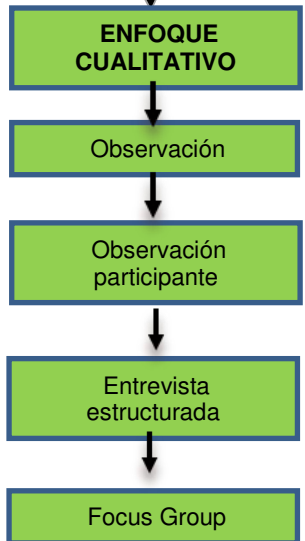 ENFOQUE
CUALITATIVO
Observación
Observación
participante
Entrevista
estructurada
Focus Group